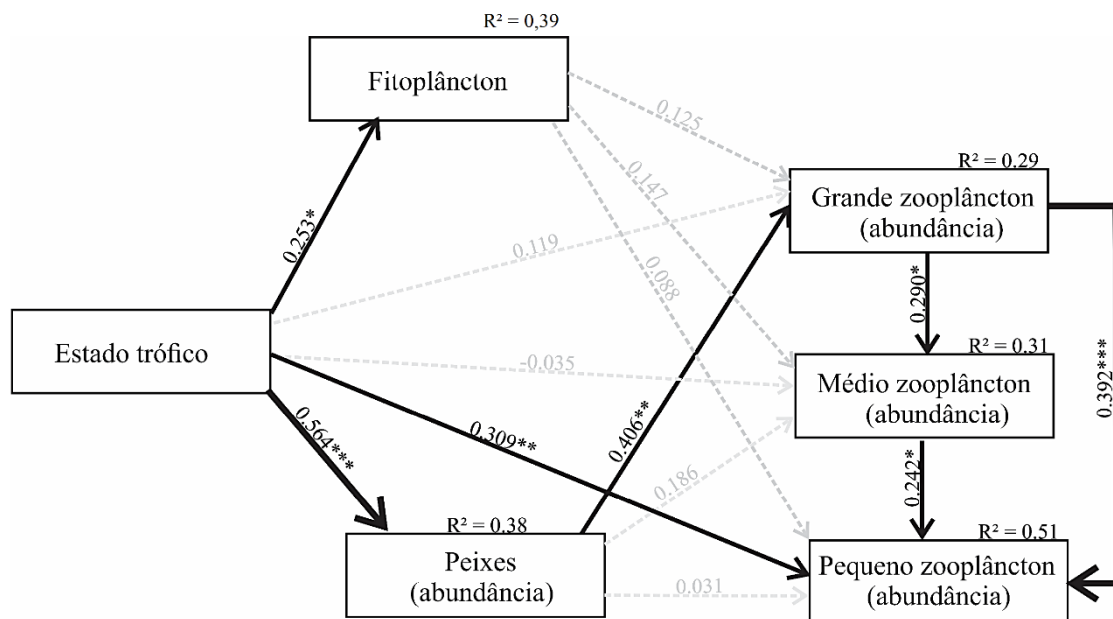 R² = 0,39
Fitoplâncton
0.125
0.147
0.088
R² = 0.29
Grande zooplâncton
(abundância)
0.253*
0.119
0.290*
0.392***
Estado trófico
-0.035
R² = 0.31
Médio zooplâncton
(abundância)
0.564***
0.309**
0.406**
0.186
0.242*
R² = 0.38
Peixes
(abundância)
0.031
R² = 0.51
Pequeno zooplâncton
(abundância)